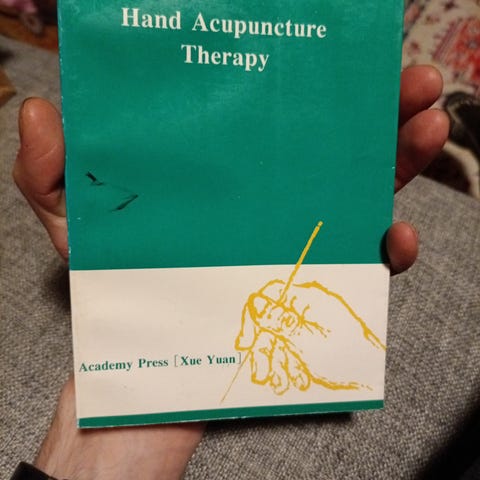 Hand Acupuncture
Therapy
Academy Press [Xue Yuan]